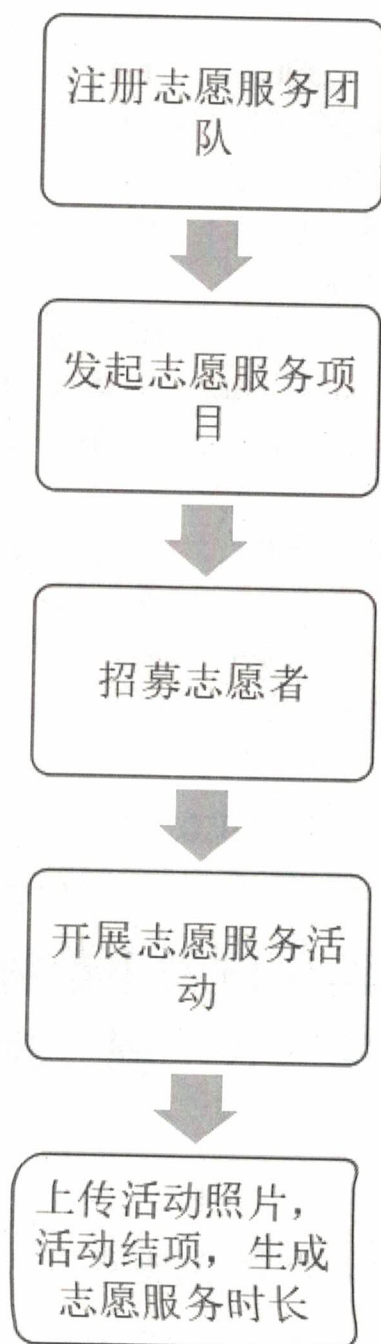 注册志愿服务团
队
发起志愿服务项
目
招募志愿者
开展志愿服务活
动
上传活动照片，
活动结项，生成
志愿服务时长